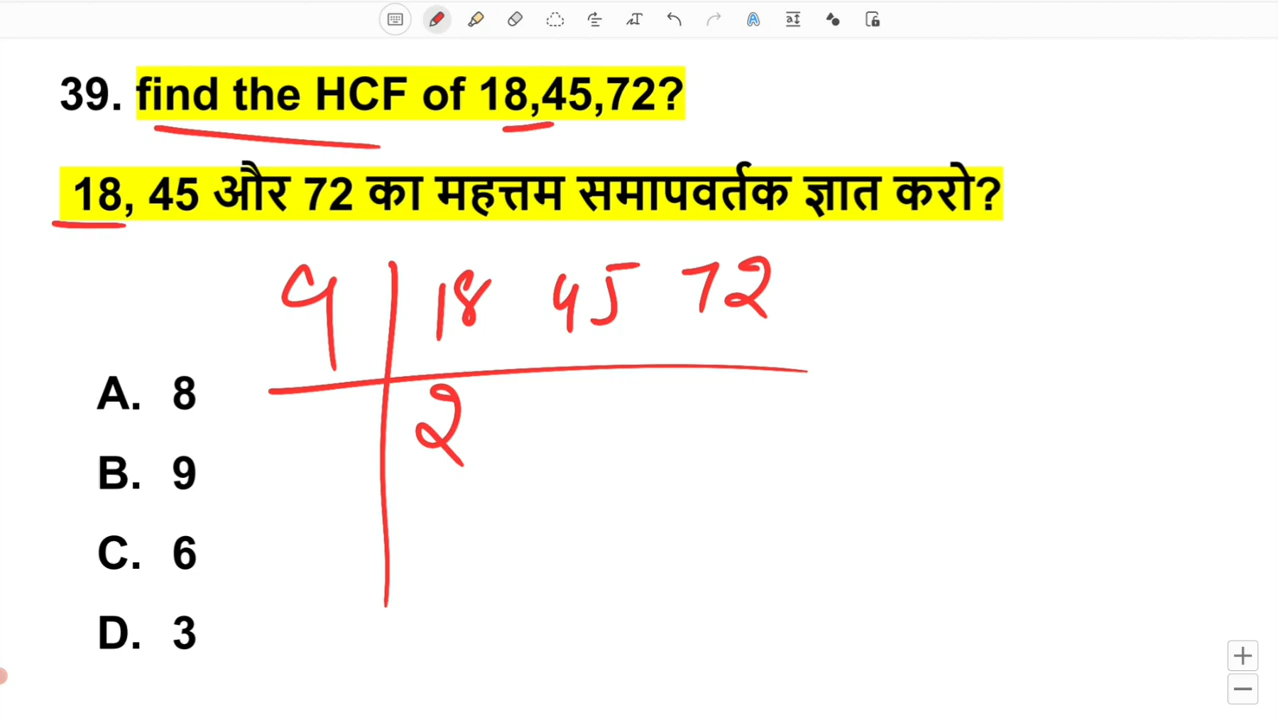 39. find the HCF of 18,45,72?
18, 45 और 72 का महत्तम समापवर्तक ज्ञात करो?
9 18 45 72
2
A. 8
B. 9
C. 6
D. 3